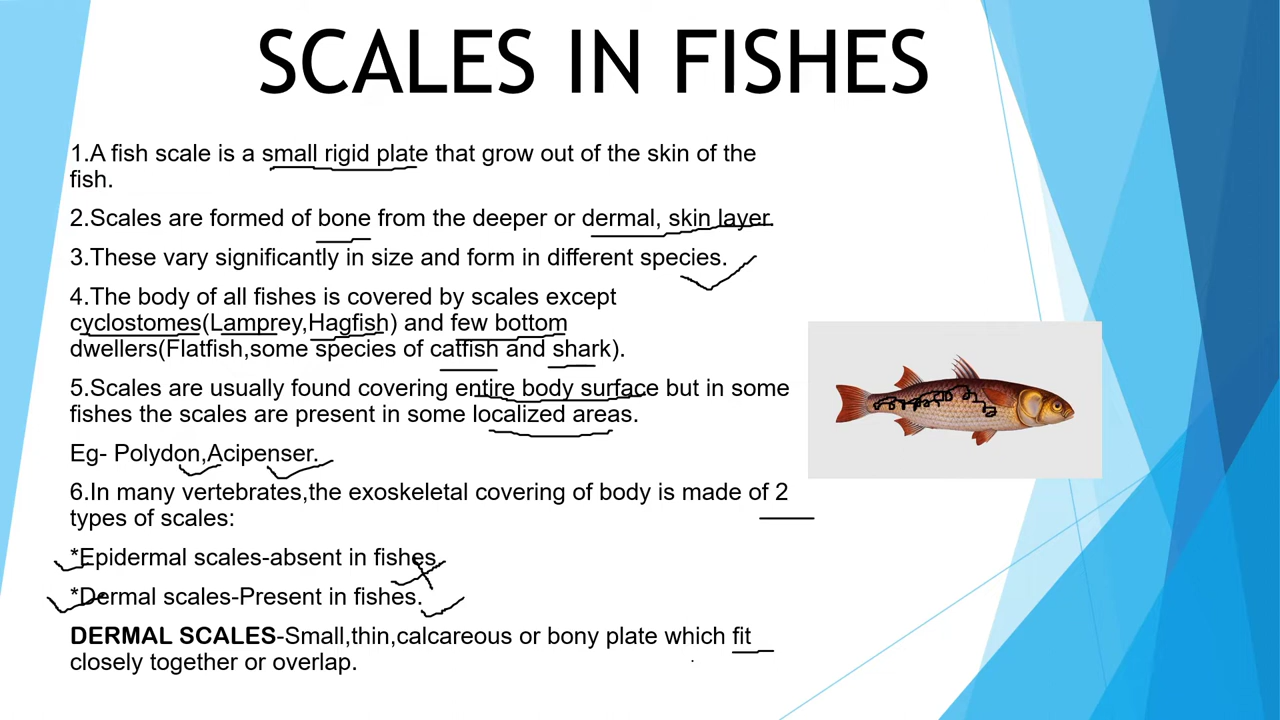 SCALES IN FISHES
1.A fish scale is a small rigid plate that grow out of the skin of the
fish.
2.Scales are formed of bone from the deeper or dermal, skin layer.
3.These vary significantly in size and form in different species.
4.The body of all fishes is covered by scales except
cyclostomes(Lamprey,Hagfish) and few bottom
dwellers(Flatfish,some species of catfish and shark).
5.Scales are usually found covering entire body surface but in some
fishes the scales are present in some localized areas.
Eg- Polydon,Acipenser.
6.In many vertebrates,the exoskeletal covering of body is made of 2
types of scales:
*Epidermal scales-absent in fishes.
*Dermal scales-Present in fishes.
DERMAL SCALES-Small,thin,calcareous or bony plate which fit
closely together or overlap.